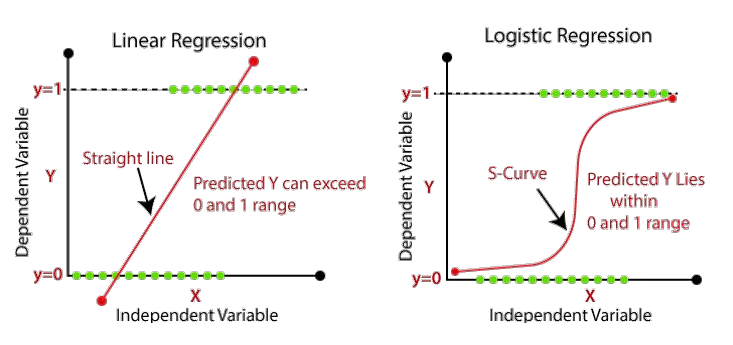 Linear Regression
y=1
Dependent Variable
Y
Straight line
Predicted Y can exceed
0 and 1 range
y=0
X
Independent Variable
Logistic Regression
y=1
Dependent Variable
Y
S-Curve
Predicted Y Lies
within
0 and 1 range
y=0
X
Independent Variable